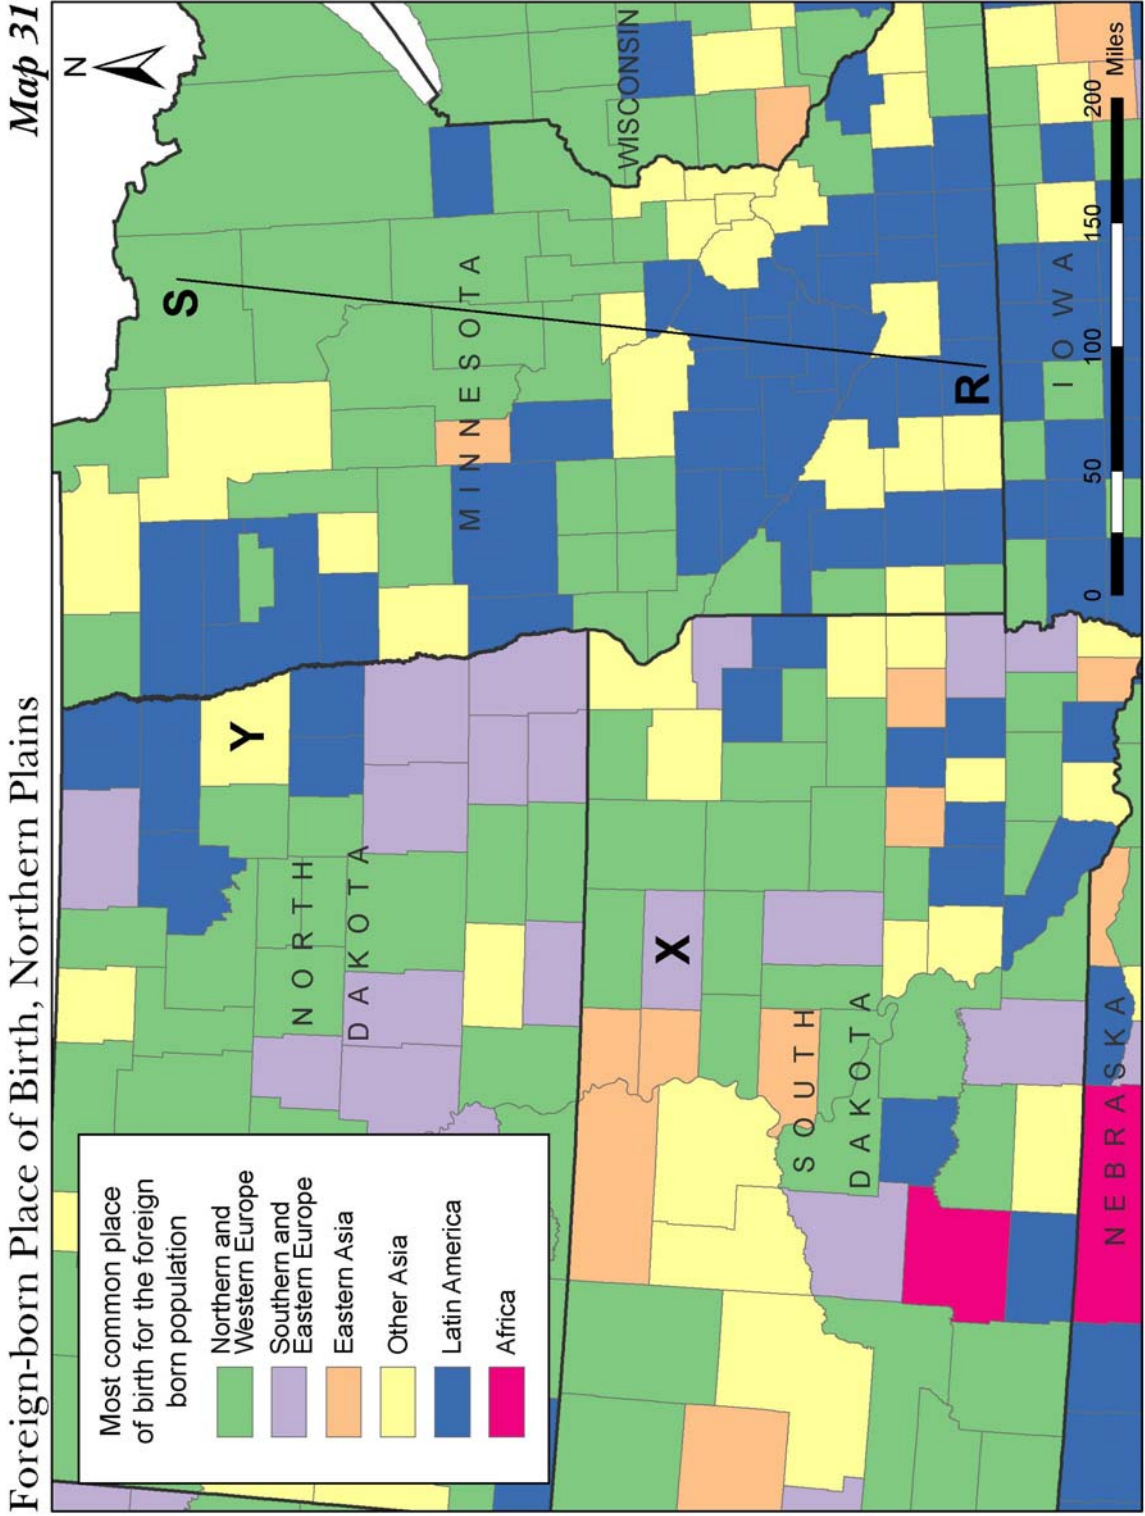 Foreign-born Place of Birth, Northern Plains
Map 31
N
Most common place
of birth for the foreign
born population
Northern and
Western Europe
Southern and
Eastern Europe
Eastern Asia
Other Asia
Latin America
Africa
NORTH
DAKOTA
Y
MINNESOTA
S
WISCONSIN
X
SOUTH
DAKOTA
R
NEBRASKA
IOWA
0
50
100
150
200
Miles